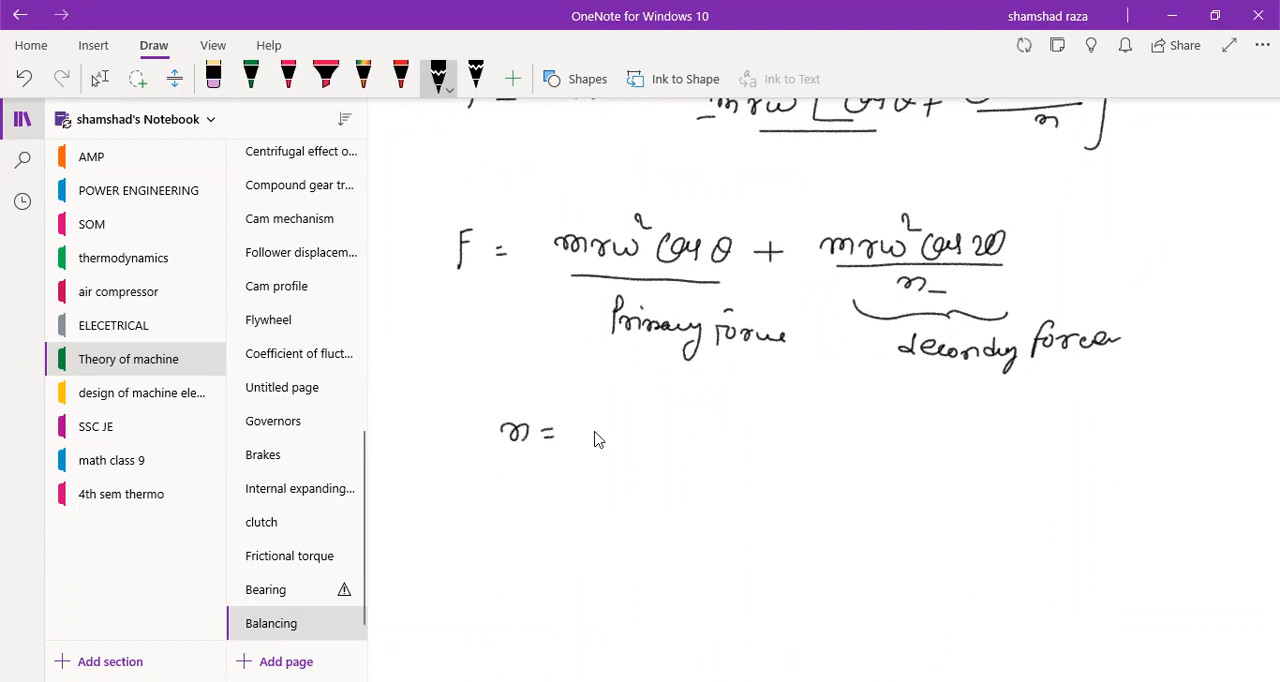 OneNote for Windows 10
shamshad raza
Home Insert Draw View Help
Share
Shapes Ink to Shape Ink to Text
shamshad's Notebook
AMP
POWER ENGINEERING
SOM
thermodynamics
air compressor
ELECETRICAL
Theory of machine
design of machine ele...
SSC JE
math class 9
4th sem thermo
Add section
Centrifugal effect o...
Compound gear tr...
Cam mechanism
Follower displacem...
Cam profile
Flywheel
Coefficient of fluct...
Untitled page
Governors
Brakes
Internal expanding...
clutch
Frictional torque
Bearing
Balancing
Add page
F = mrω² cos θ + mrω² cos 2θ / n
Primary force
secondry forces
n =